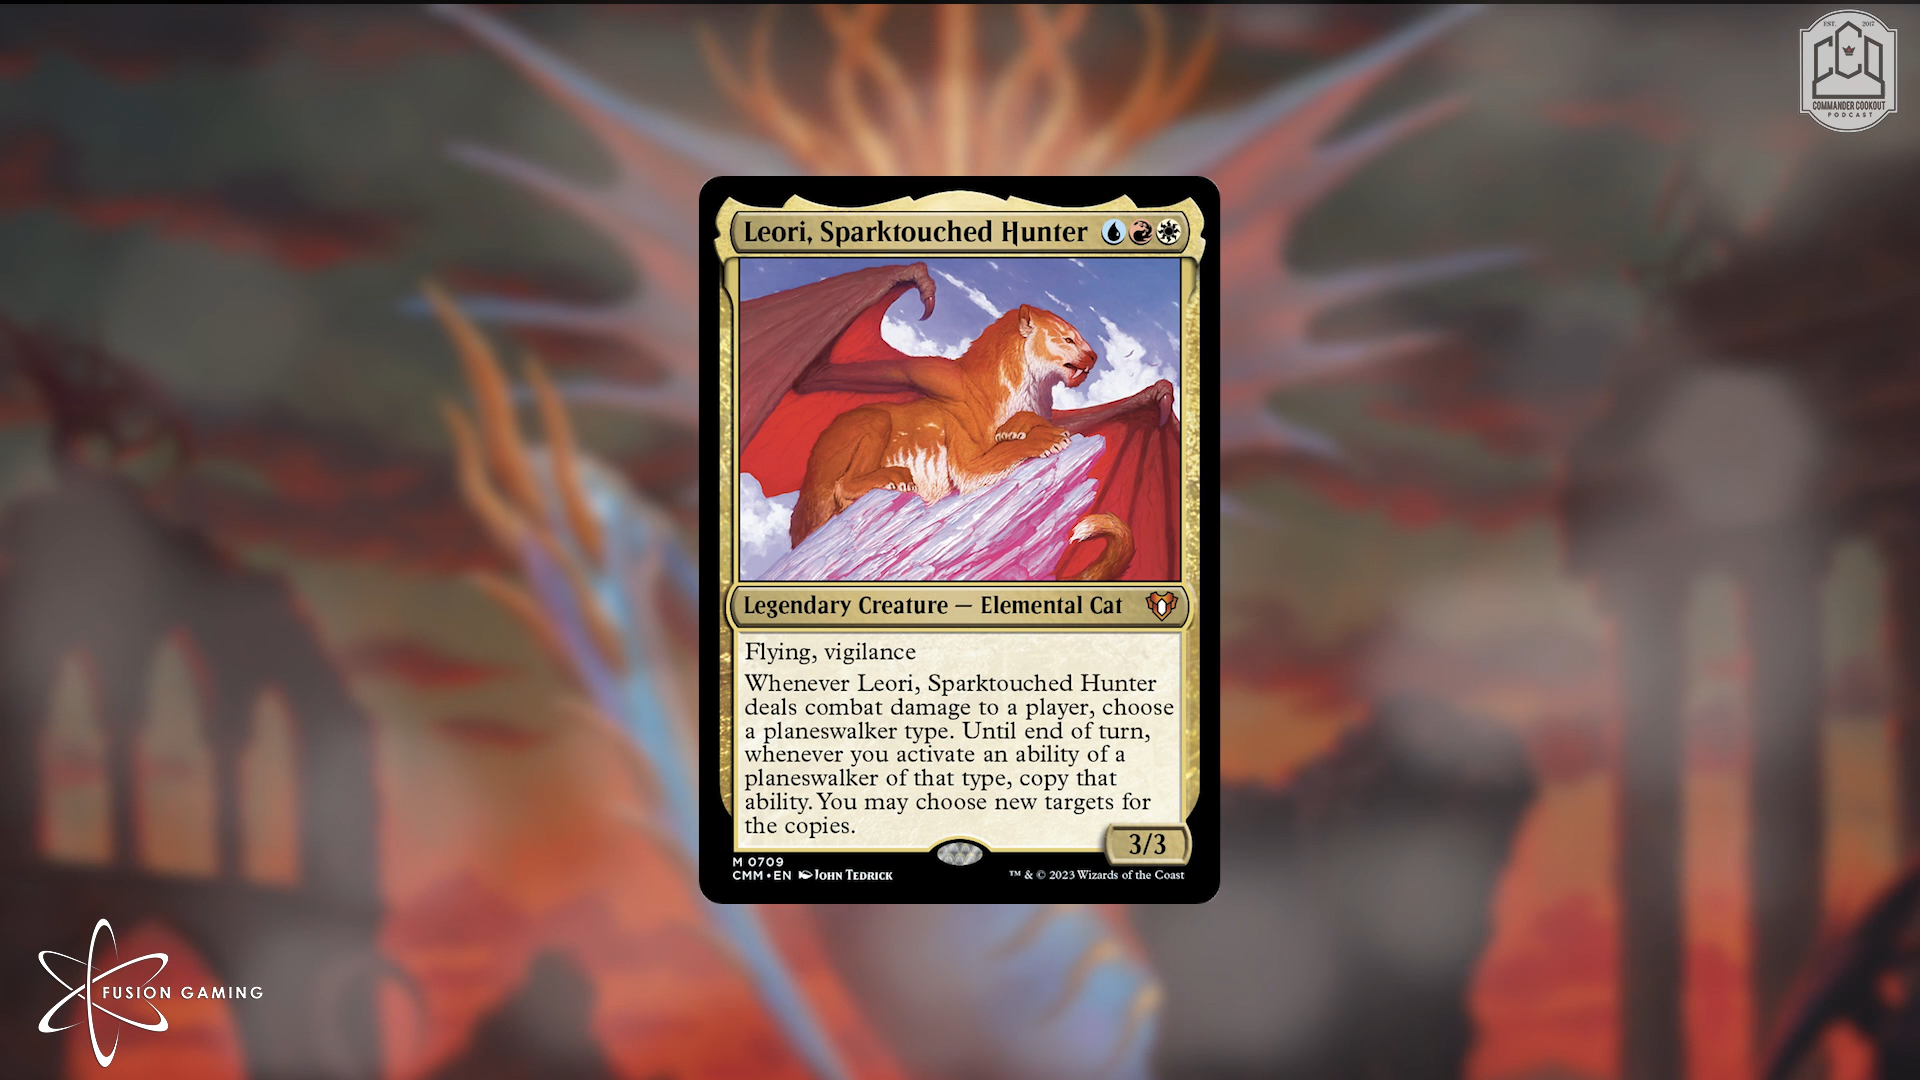 EST. 2017
CCO
COMMANDER COOKOUT
PODCAST
Leori, Sparktouched Hunter
Legendary Creature — Elemental Cat
Flying, vigilance
Whenever Leori, Sparktouched Hunter
deals combat damage to a player, choose
a planeswalker type. Until end of turn,
whenever you activate an ability of a
planeswalker of that type, copy that
ability. You may choose new targets for
the copies.
3/3
M 0709
CMM • EN JOHN TEDRICK
™ & © 2023 Wizards of the Coast
FUSION GAMING